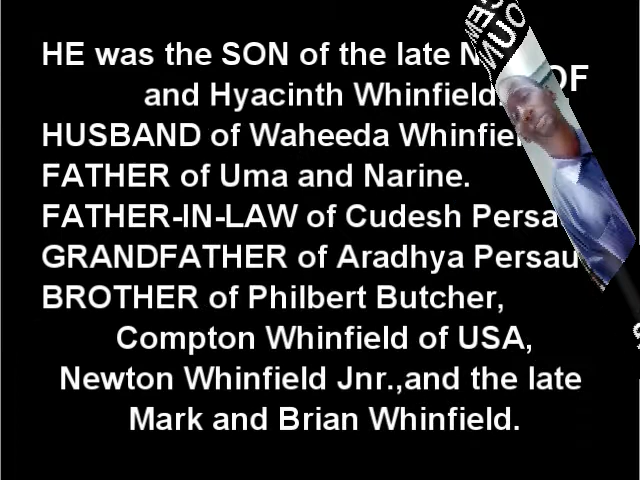 HE was the SON of the late
and Hyacinth Whinfield.
HUSBAND of Waheeda
FATHER of Uma and Narine.
FATHER-IN-LAW of Cudesh
GRANDFATHER of Aradhya
BROTHER of Philbert Butcher,
Compton Whinfield of USA,
Newton Whinfield Jnr.,and the late
Mark and Brian Whinfield.
OF